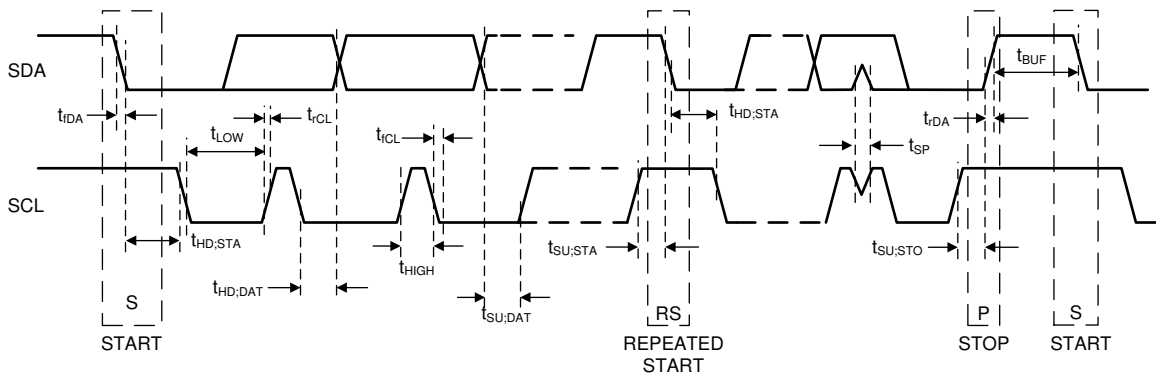 SDA
tfDA
tLOW
trCL
tfCL
tHD;STA
tSP
trDA
tBUF
SCL
tHD;STA
tHD;DAT
tHIGH
tSU;DAT
tSU;STA
tSU;STO
S
RS
P
S
START
REPEATED
START
STOP
START